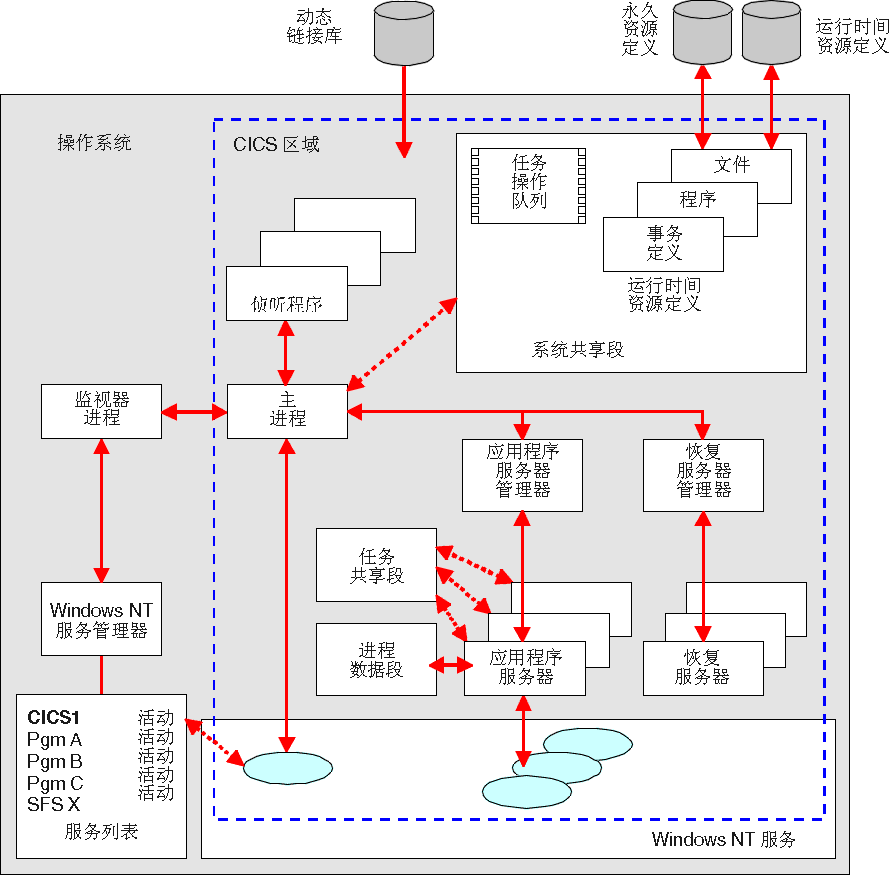 动态
链接库
永久
资源
定义
运行时间
资源定义
操作系统
CICS 区域
任务
操作
队列
文件
程序
事务
定义
运行时间
资源定义
系统共享段
侦听程序
监视器
进程
主
进程
应用程序
服务器
管理器
恢复
服务器
管理器
任务
共享段
Windows NT
服务管理器
进程
数据段
应用程序
服务器
恢复
服务器
CICS1 活动
Pgm A 活动
Pgm B 活动
Pgm C 活动
SFS X 活动
服务列表
Windows NT 服务